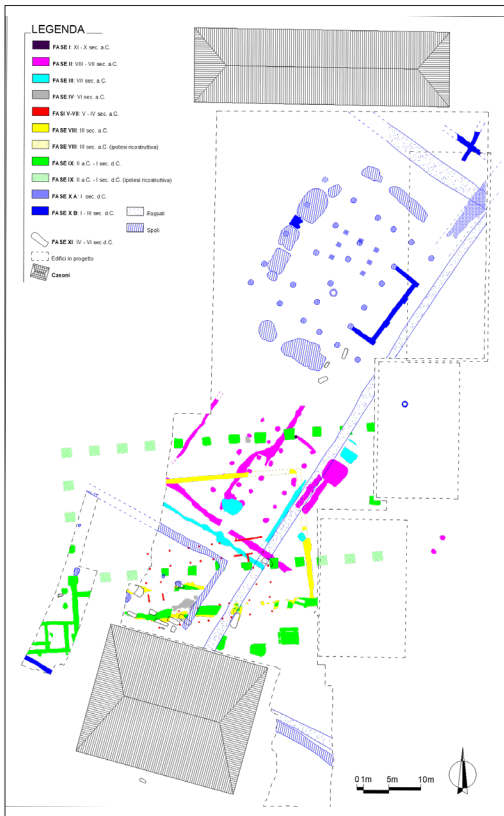 LEGENDA
FASE I: XI - X sec. a.C.
FASE II: VIII - VII sec. a.C.
FASE III: VII sec. a.C.
FASE IV: VI sec. a.C.
FASI V-VII: V - IV sec. a.C.
FASE VIII: III sec. a.C.
FASE VIII: III sec. a.C. (ipotesi ricostruttiva)
FASE IX: II a.C. - I sec. d.C.
FASE IX: II a.C. - I sec. d.C. (ipotesi ricostruttiva)
FASE X A: I sec. d.C.
FASE X B: I - III sec. d.C.
Fossati
Spoli
FASE XI: IV - VI sec.d.C.
Edifici in progetto
Casoni
0 1m 5m 10m